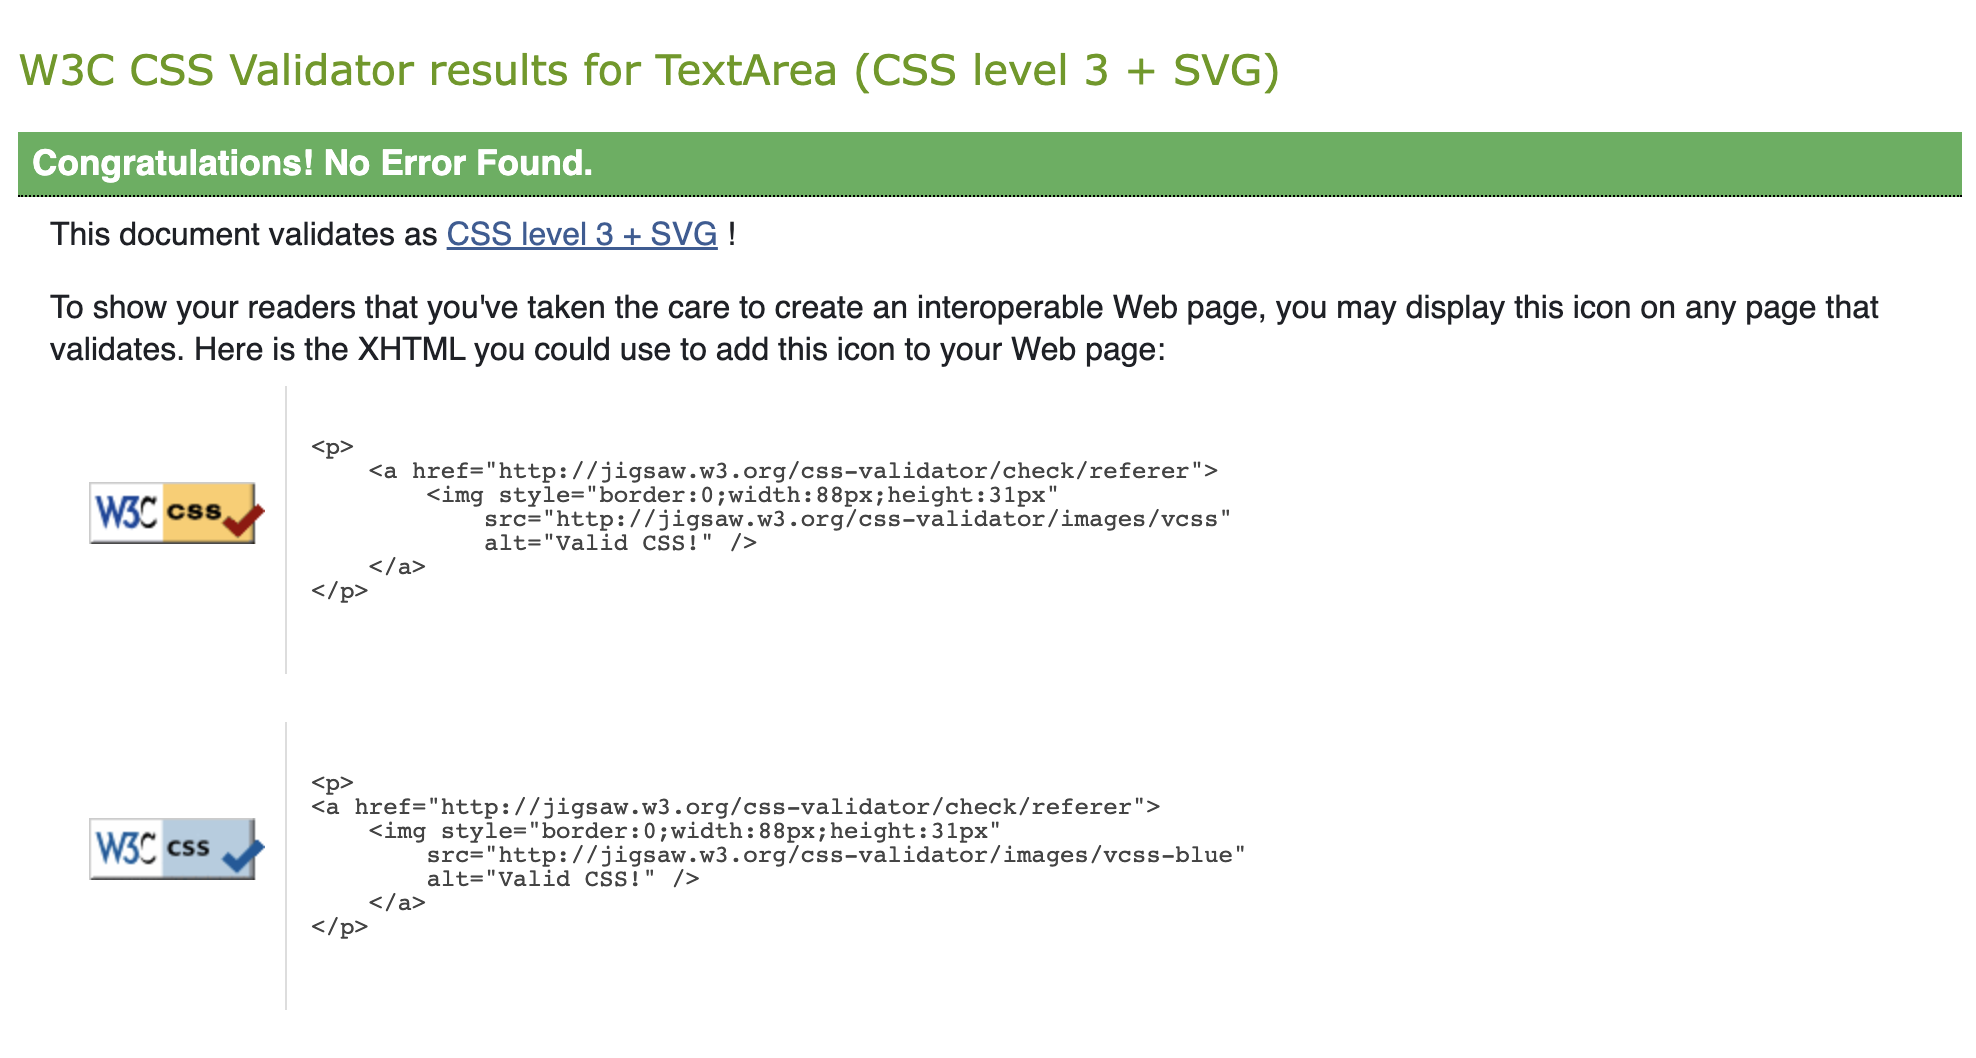 W3C CSS Validator results for TextArea (CSS level 3 + SVG)
Congratulations! No Error Found.
This document validates as CSS level 3 + SVG !
To show your readers that you've taken the care to create an interoperable Web page, you may display this icon on any page that
validates. Here is the XHTML you could use to add this icon to your Web page:
W3C css
<p>
    <a href="http://jigsaw.w3.org/css-validator/check/referer">
        <img style="border:0;width:88px;height:31px"
            src="http://jigsaw.w3.org/css-validator/images/vcss"
            alt="Valid CSS!" />
    </a>
</p>
W3C css
<p>
<a href="http://jigsaw.w3.org/css-validator/check/referer">
    <img style="border:0;width:88px;height:31px"
        src="http://jigsaw.w3.org/css-validator/images/vcss-blue"
        alt="Valid CSS!" />
    </a>
</p>